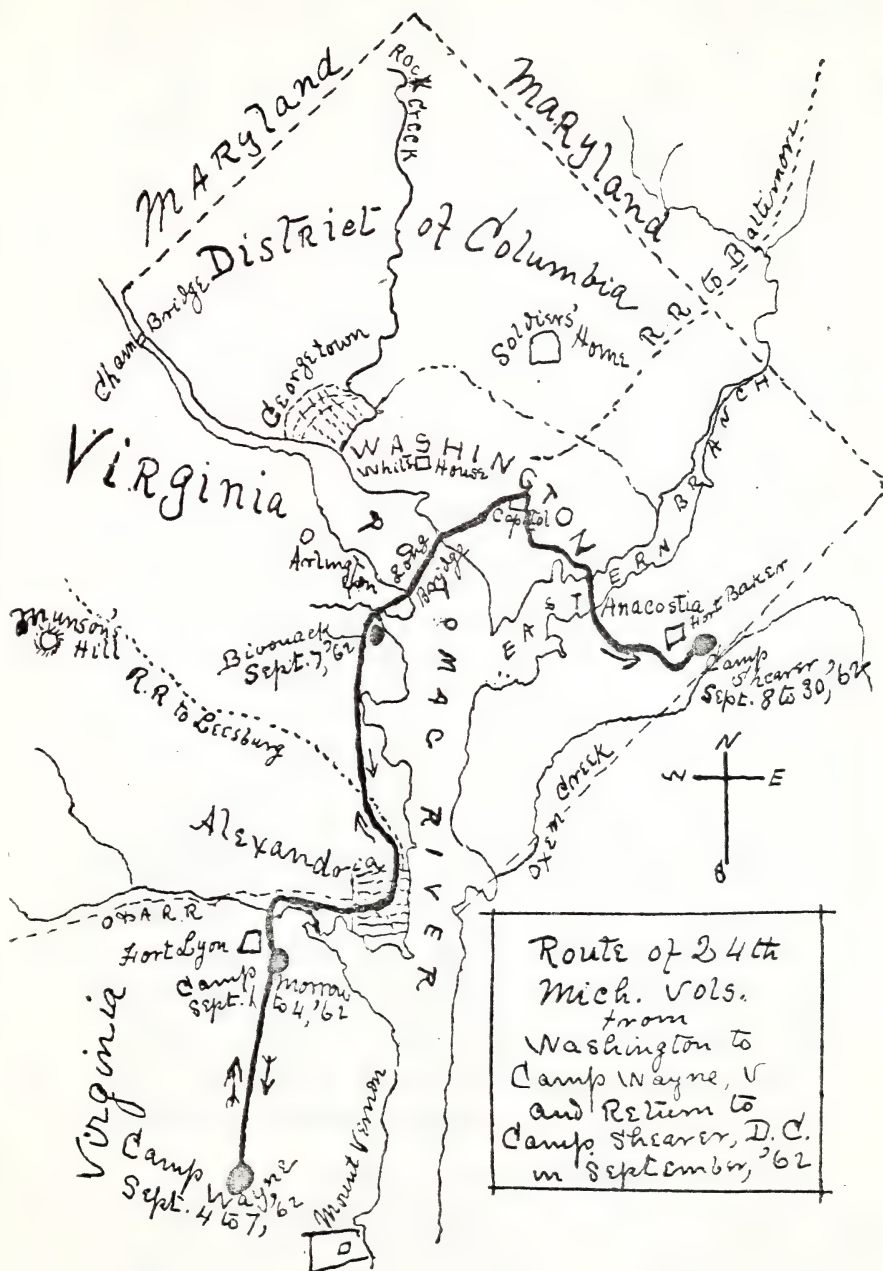 Maryland
Rock Creek
Maryland
District of Columbia
R.R. to Baltimore
Chain Bridge
Georgetown
Soldiers' Home
Virginia
WASHINGTON
White House
Capitol
Arlington
Long Bridge
EASTERN BRANCH
Anacostia
Fort Baker
Munson's Hill
Bivouack
Sept. 7, '62
Camp Shearer
Sept. 8 to 30, '62
R.R to Leesburg
POTOMAC RIVER
N
W E
S
Oxen Creek
Alexandria
O & A R R
Fort Lyon
Camp Morrow
Sept. 1 to 4, '62
Virginia
Camp Wayne
Sept. 4 to 7, '62
Mount Vernon
Route of 24th
Mich. Vols.
from
Washington to
Camp Wayne, V
and Return to
Camp Shearer, D.C.
in September, '62